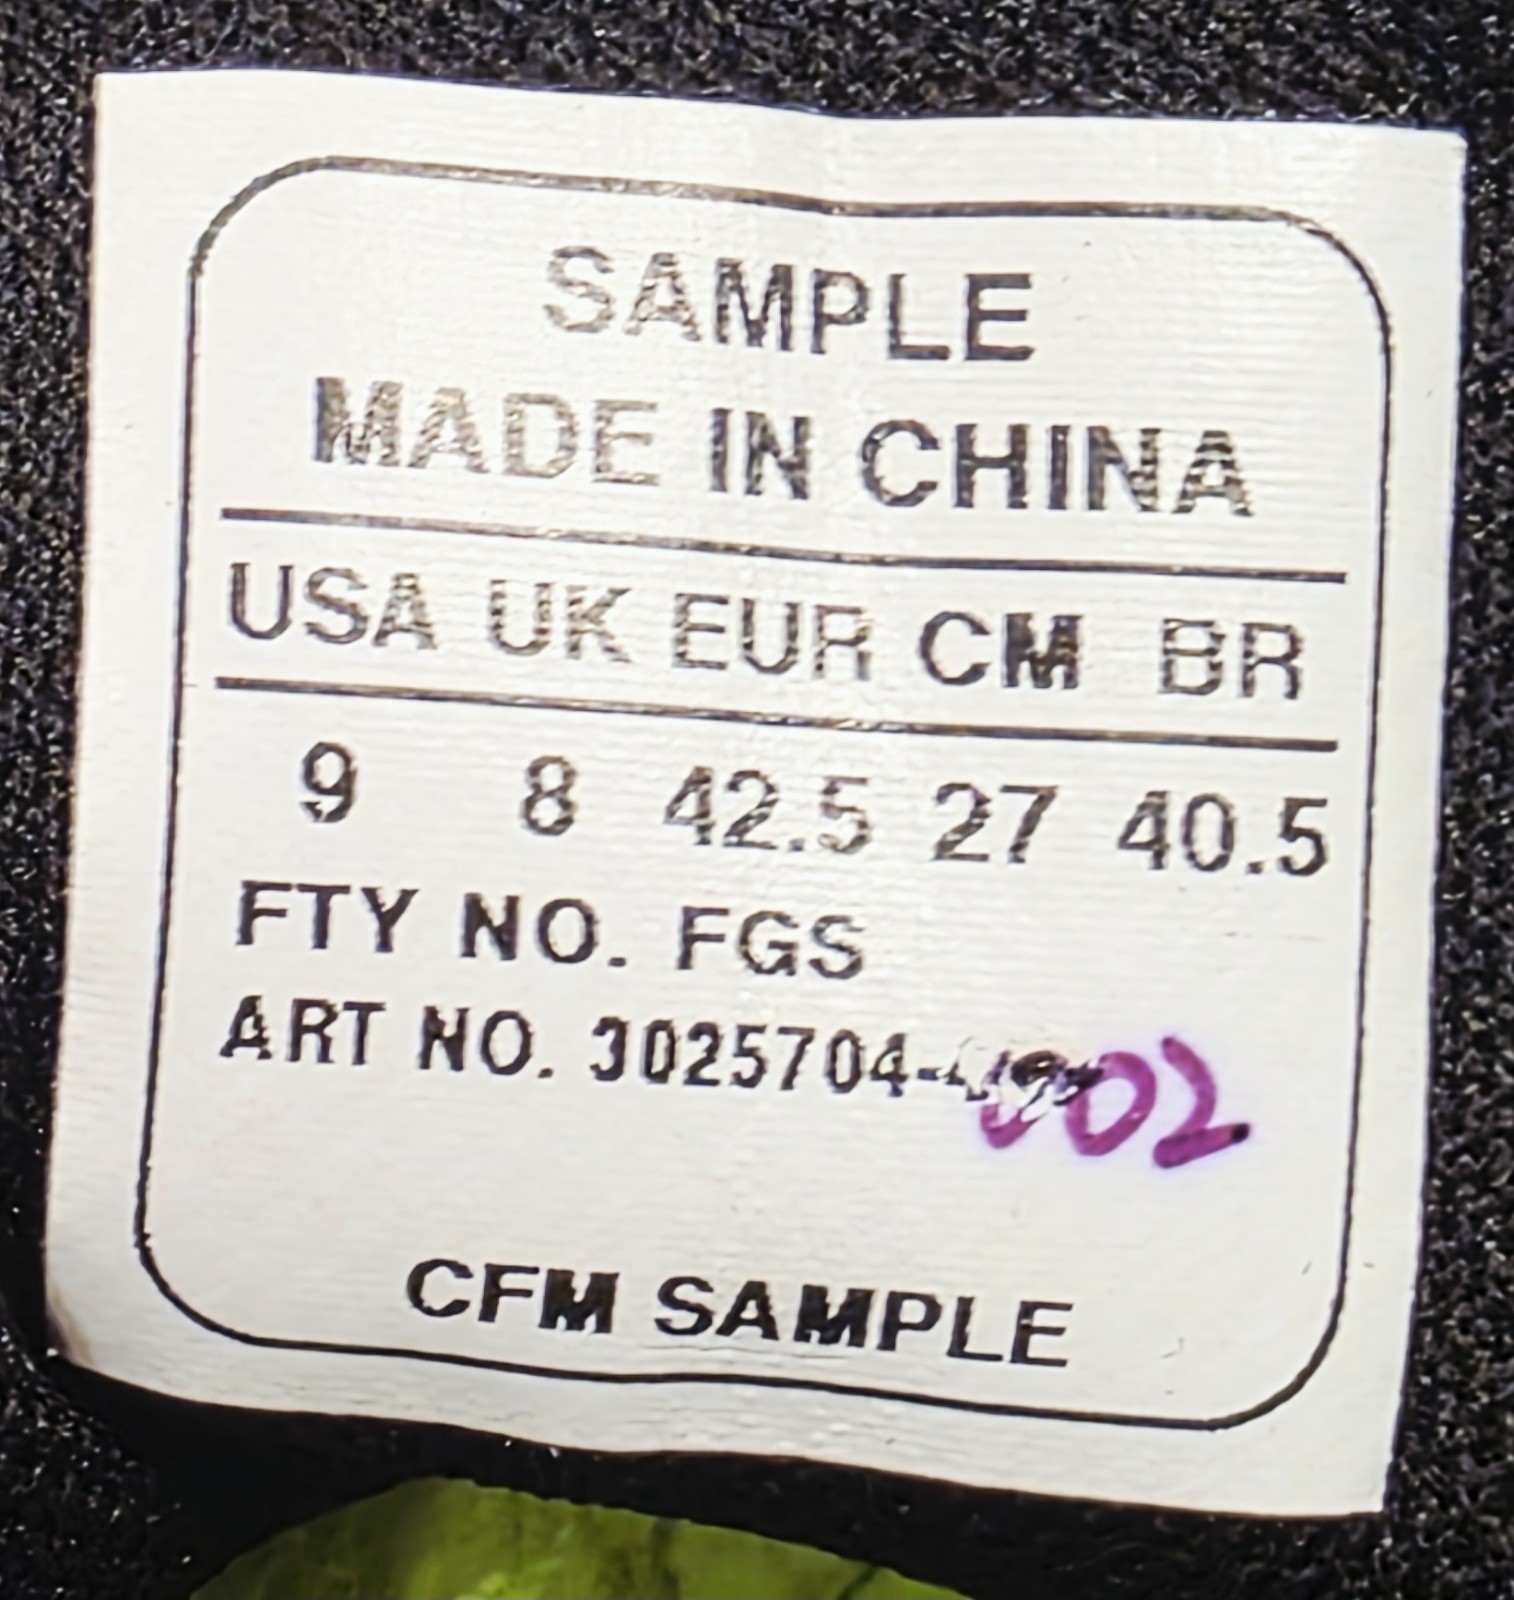 SAMPLE
MADE IN CHINA
USA UK EUR CM BR
9 8 42.5 27 40.5
FTY NO. FGS
ART NO. 3025704-002
CFM SAMPLE